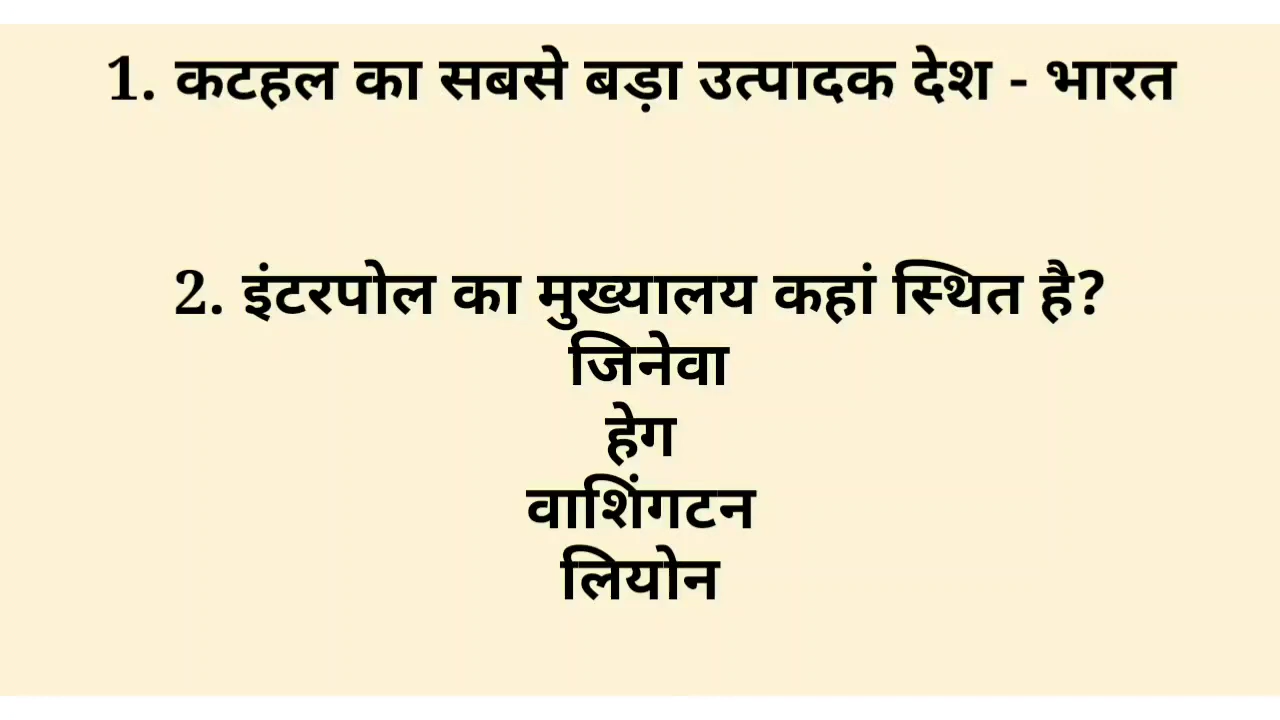 1. कटहल का सबसे बड़ा उत्पादक देश - भारत
2. इंटरपोल का मुख्यालय कहां स्थित है?
जिनेवा
हेग
वाशिंगटन
लियोन